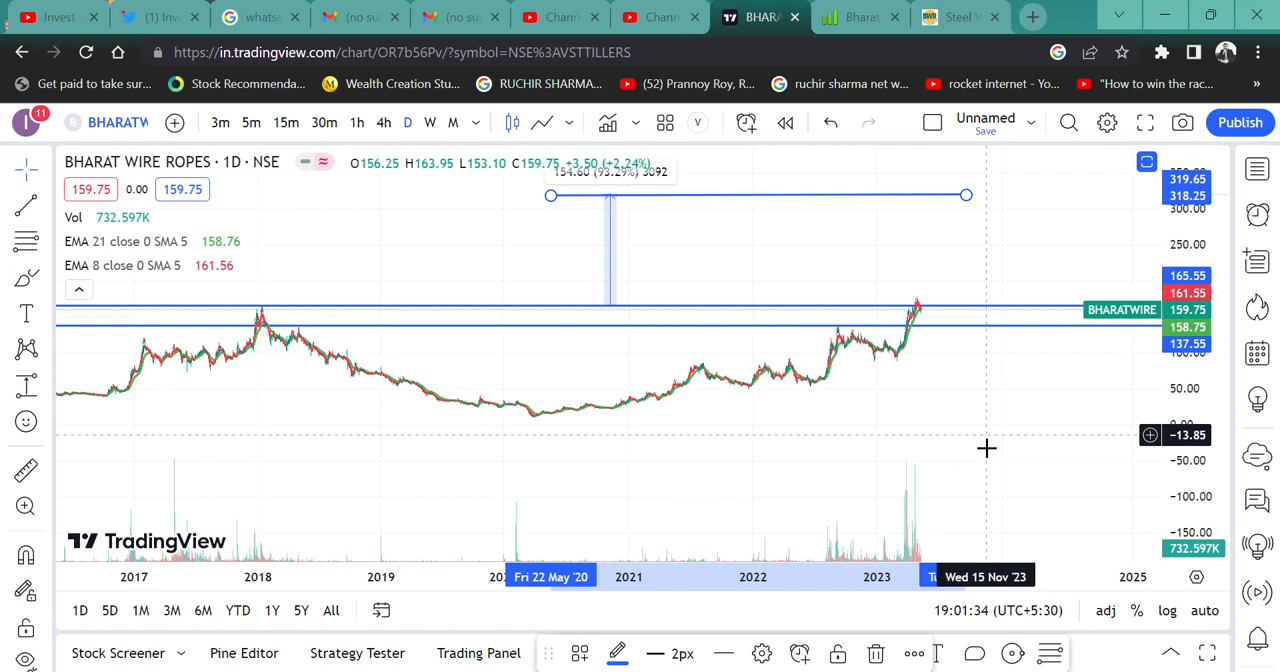 Invest
(1) Inv
whats
(no su
(no sul
Chann
Chann
BHARA
Bharat
Steel V
https://in.tradingview.com/chart/OR7b56Pv/?symbol=NSE%3AVSTTILLERS
Get paid to take sur...
Stock Recommenda...
Wealth Creation Stu...
RUCHIR SHARMA...
(52) Prannoy Roy, R...
ruchir sharma net w...
rocket internet - Yo...
"How to win the rac...
»
I
11
B
BHARATW
3m
5m
15m
30m
1h
4h
D
W
M
V
Unnamed
Save
Publish
BHARAT WIRE ROPES · 1D · NSE
O156.25 H163.95 L153.10 C159.75 +3.50 (+2.24%)
154.60 (93.29%) 3092
159.75
0.00
159.75
Vol 732.597K
EMA 21 close 0 SMA 5 158.76
EMA 8 close 0 SMA 5 161.56
319.65
318.25
300.00
250.00
165.55
161.55
BHARATWIRE
159.75
158.75
137.55
100.00
50.00
−13.85
−50.00
−100.00
−150.00
732.597K
TradingView
2017
2018
2019
Fri 22 May '20
2021
2022
2023
Wed 15 Nov '23
2025
1D
5D
1M
3M
6M
YTD
1Y
5Y
All
19:01:34 (UTC+5:30)
adj
%
log
auto
Stock Screener
Pine Editor
Strategy Tester
Trading Panel
2px